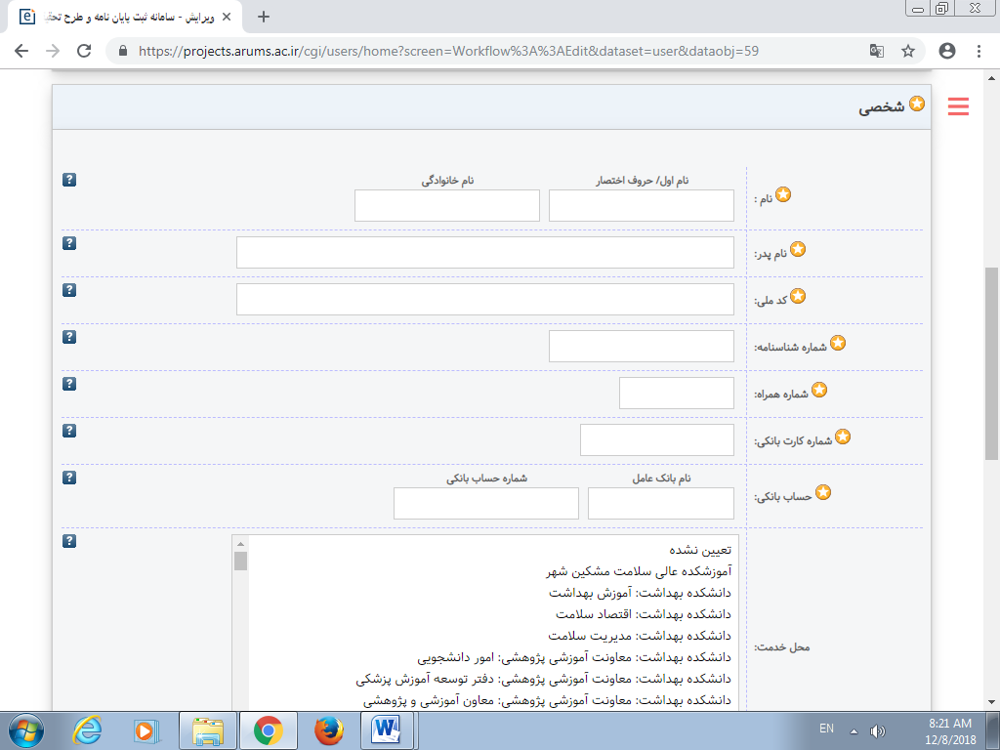 ویرایش - سامانه ثبت پایان نامه و طرح تحقیقا
https://projects.arums.ac.ir/cgi/users/home?screen=Workflow%3A%3AEdit&dataset=user&dataobj=59
شخصی
نام اول/ حروف اختصار
نام خانوادگی
نام :
نام پدر:
کد ملی:
شماره شناسنامه:
شماره همراه:
شماره کارت بانکی:
نام بانک عامل
شماره حساب بانکی
حساب بانکی:
محل خدمت:
تعیین نشده
آموزشکده عالی سلامت مشکین شهر
دانشکده بهداشت: آموزش بهداشت
دانشکده بهداشت: اقتصاد سلامت
دانشکده بهداشت: مدیریت سلامت
دانشکده بهداشت: معاونت آموزشی پژوهشی: امور دانشجویی
دانشکده بهداشت: معاونت آموزشی پژوهشی: دفتر توسعه آموزش پزشکی
دانشکده بهداشت: معاونت آموزشی پژوهشی: معاون آموزشی و پژوهشی
EN
8:21 AM
12/8/2018